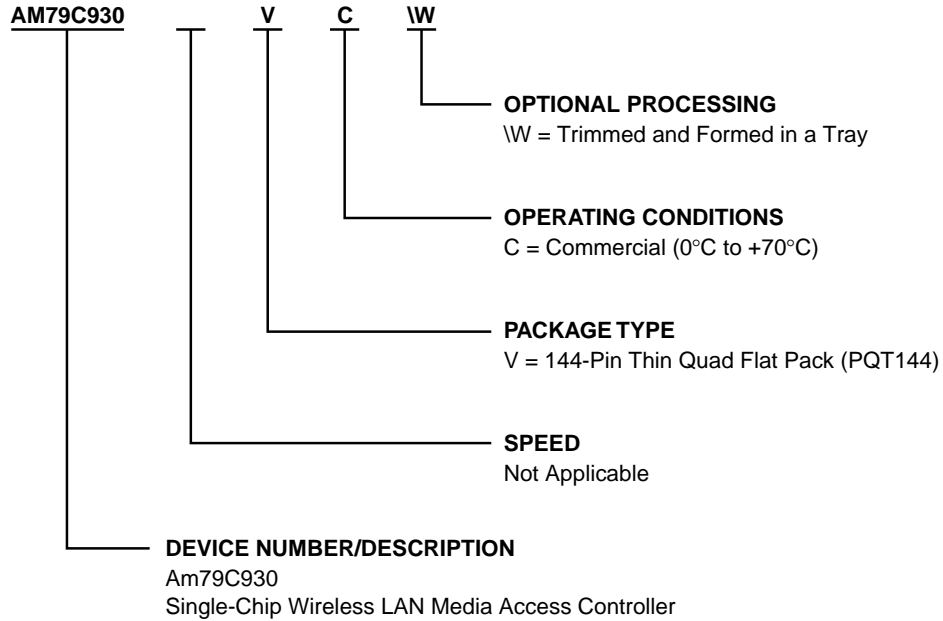 AM79C930 V C \W
OPTIONAL PROCESSING
\W = Trimmed and Formed in a Tray
OPERATING CONDITIONS
C = Commercial (0°C to +70°C)
PACKAGE TYPE
V = 144-Pin Thin Quad Flat Pack (PQT144)
SPEED
Not Applicable
DEVICE NUMBER/DESCRIPTION
Am79C930
Single-Chip Wireless LAN Media Access Controller